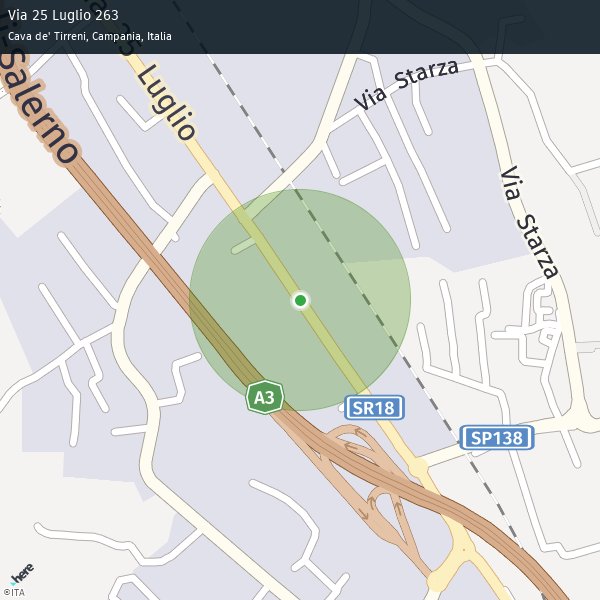 Via 25 Luglio 263
Cava de' Tirreni, Campania, Italia
Salerno
25 Luglio
Via Starza
Via Starza
A3
SR18
SP138
here
©ITA